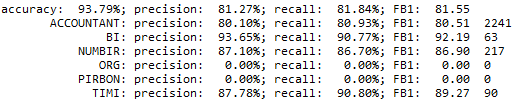 accuracy:  93.79%; precision:  81.27%; recall:  81.84%; FB1:  81.55
ACCOUNTANT: precision:  80.10%; recall:  80.93%; FB1:  80.51  2241
BI: precision:  93.65%; recall:  90.77%; FB1:  92.19  63
NUMBIR: precision:  87.10%; recall:  86.70%; FB1:  86.90  217
ORG: precision:   0.00%; recall:   0.00%; FB1:   0.00  0
PIRBON: precision:   0.00%; recall:   0.00%; FB1:   0.00  0
TIMI: precision:  87.78%; recall:  90.80%; FB1:  89.27  90